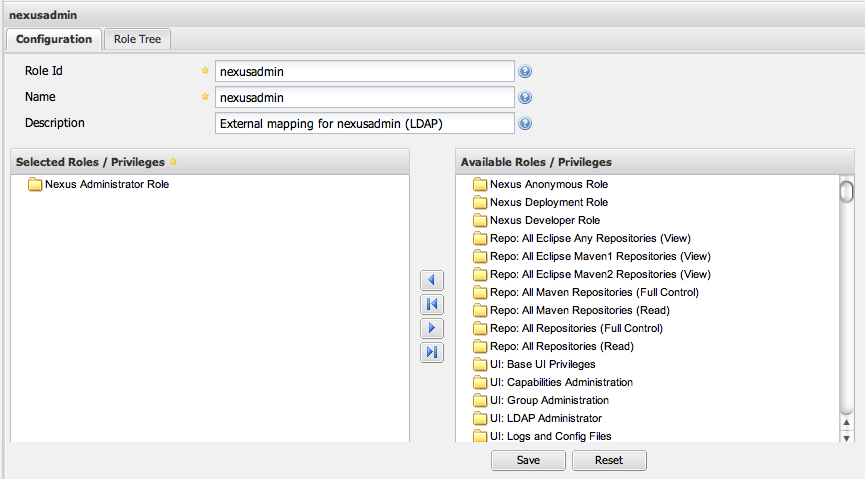 nexusadmin
Configuration Role Tree
Role Id nexusadmin
Name nexusadmin
Description External mapping for nexusadmin (LDAP)
Selected Roles / Privileges
Nexus Administrator Role
Available Roles / Privileges
Nexus Anonymous Role
Nexus Deployment Role
Nexus Developer Role
Repo: All Eclipse Any Repositories (View)
Repo: All Eclipse Maven1 Repositories (View)
Repo: All Eclipse Maven2 Repositories (View)
Repo: All Maven Repositories (Full Control)
Repo: All Maven Repositories (Read)
Repo: All Repositories (Full Control)
Repo: All Repositories (Read)
UI: Base UI Privileges
UI: Capabilities Administration
UI: Group Administration
UI: LDAP Administrator
UI: Logs and Config Files
Save Reset